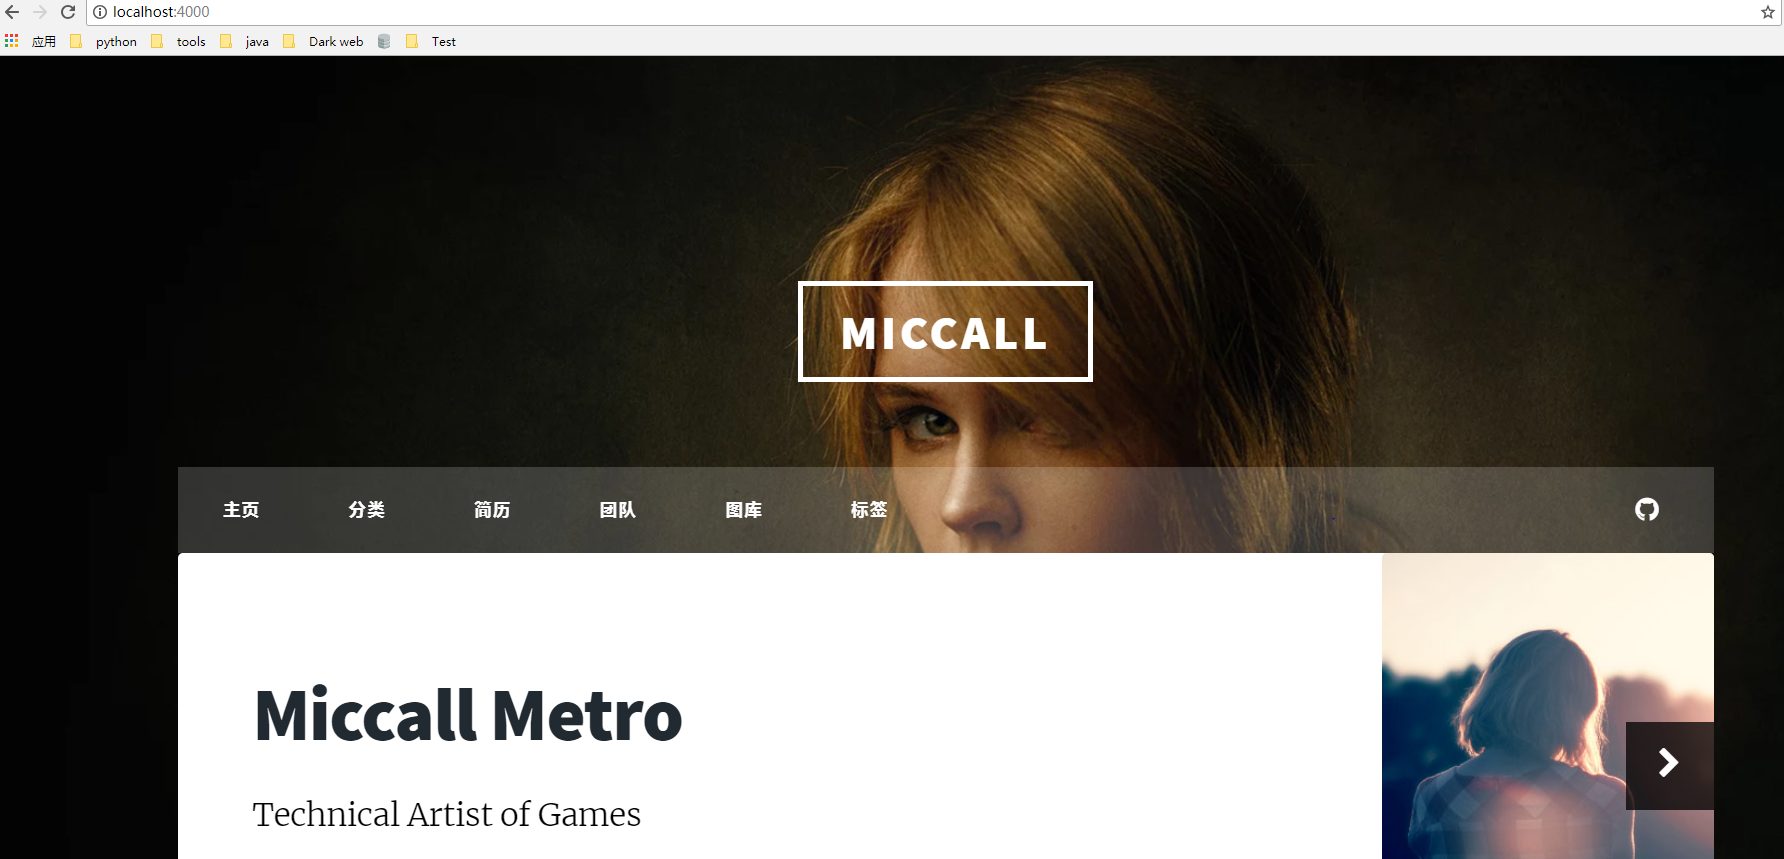 localhost:4000
应用 python tools java Dark web Test
MICCALL
主页 分类 简历 团队 图库 标签
Miccall Metro
Technical Artist of Games